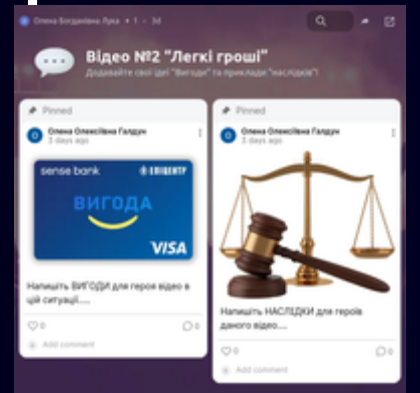 Олена Богданівна Лука + 1 · 3d
Відео №2 "Легкі гроші"
Додавайте свої ідеї "Вигоди" та приклади "наслідків"!
Pinned
Олена Олексіївна Галдун
3 days ago
sense bank
ЕПІЦЕНТР
ВИГОДА
VISA
Напишіть ВИГОДИ для героя відео в
цій ситуації....
0
0
Add comment
Pinned
Олена Олексіївна Галдун
3 days ago
Напишіть НАСЛІДКИ для героїв
даного відео....
0
0
Add comment